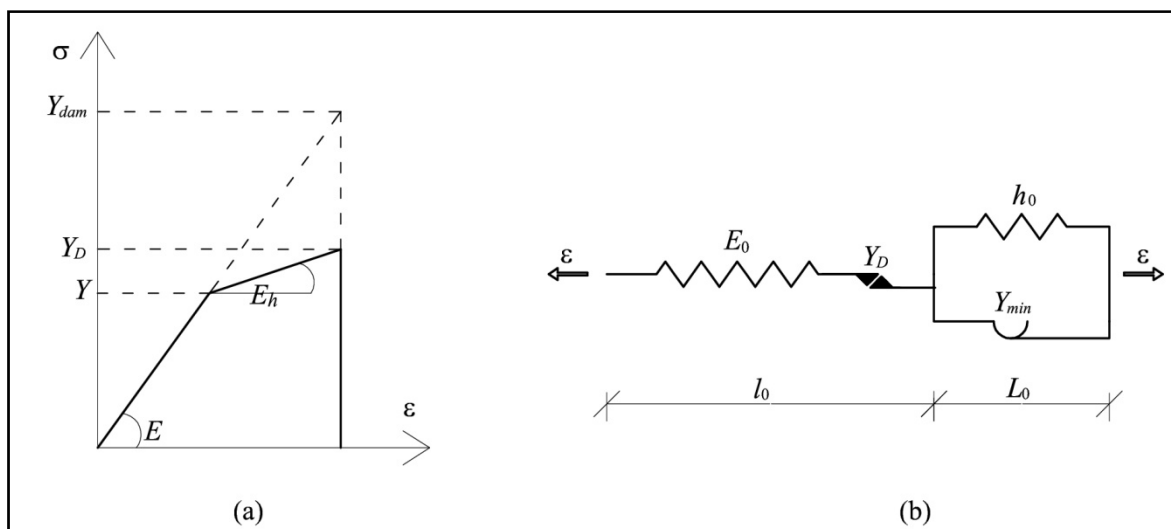 σ
Y_dam
Y_D
Y
E_h
E
ε
(a)
h_0
E_0
Y_D
ε
ε
Y_min
l_0
L_0
(b)